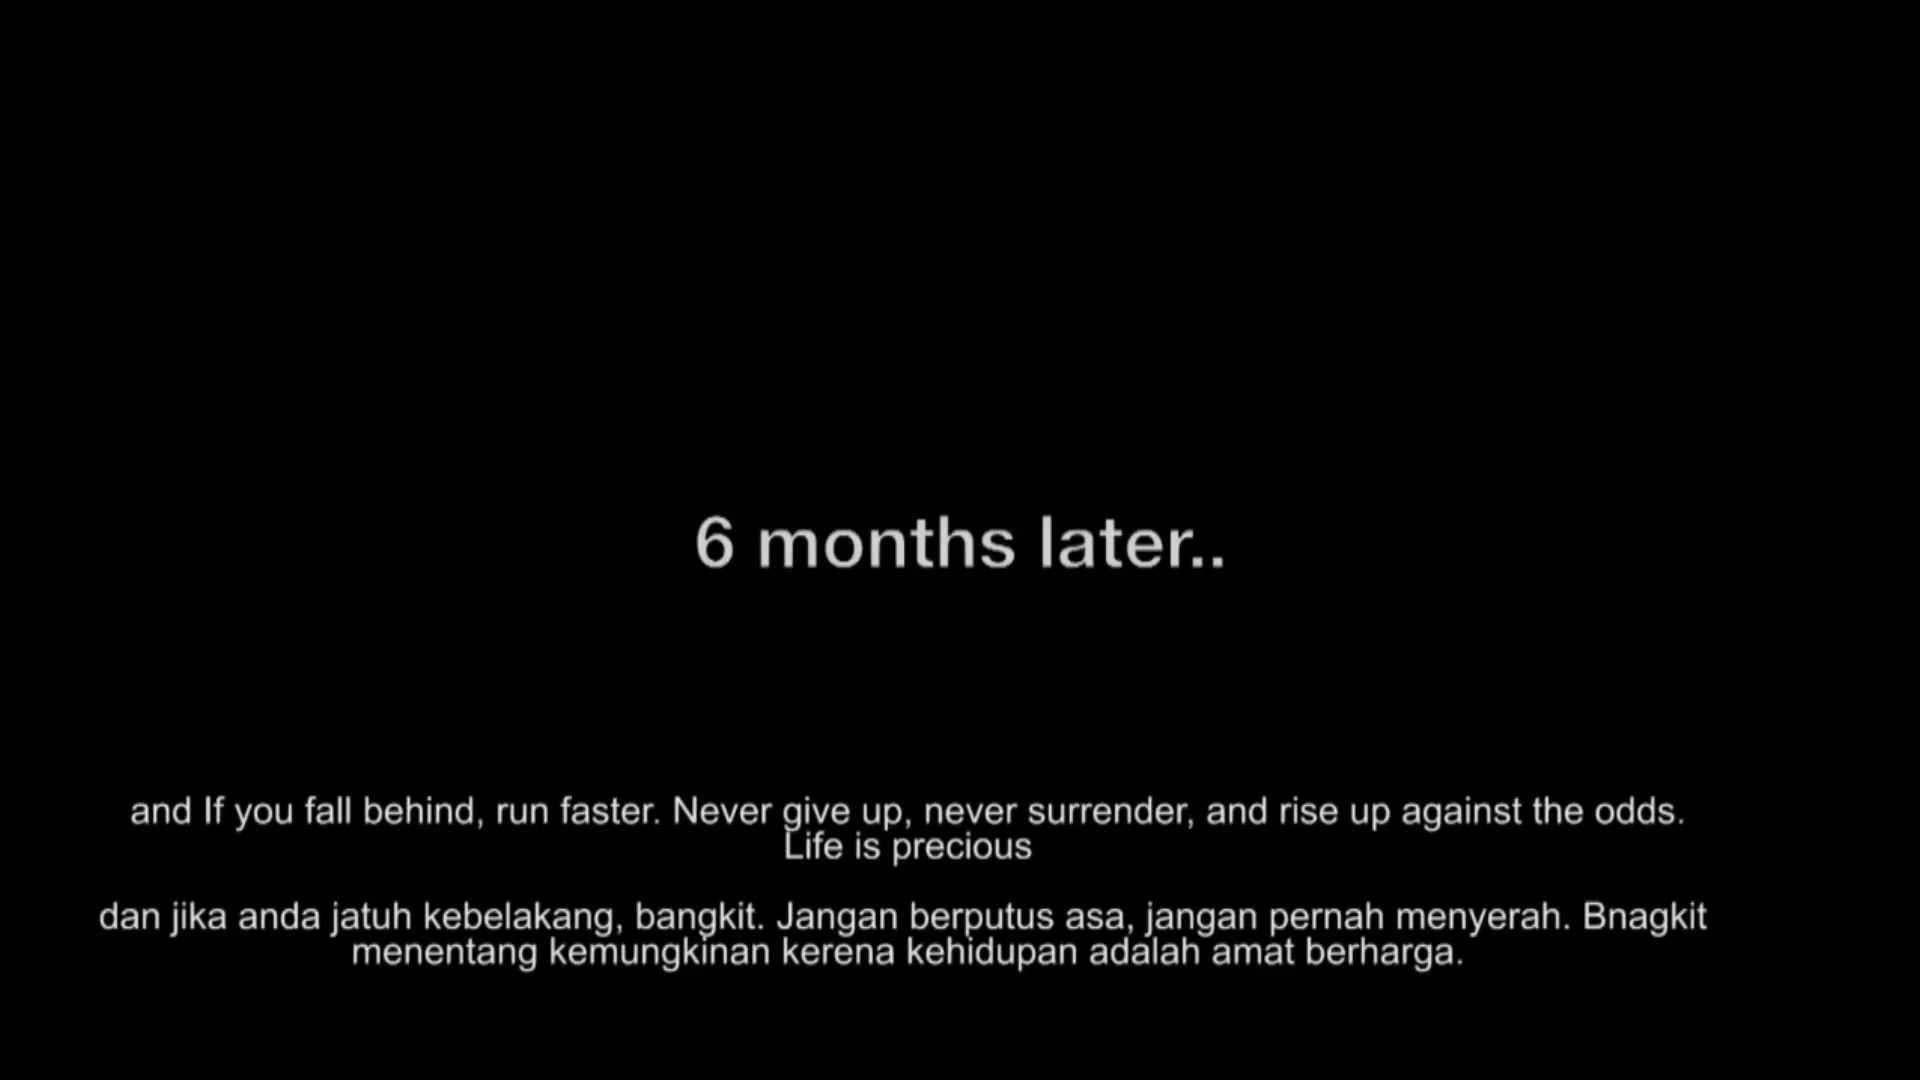 6 months later..
and If you fall behind, run faster. Never give up, never surrender, and rise up against the odds.
Life is precious
dan jika anda jatuh kebelakang, bangkit. Jangan berputus asa, jangan pernah menyerah. Bnagkit
menentang kemungkinan kerena kehidupan adalah amat berharga.